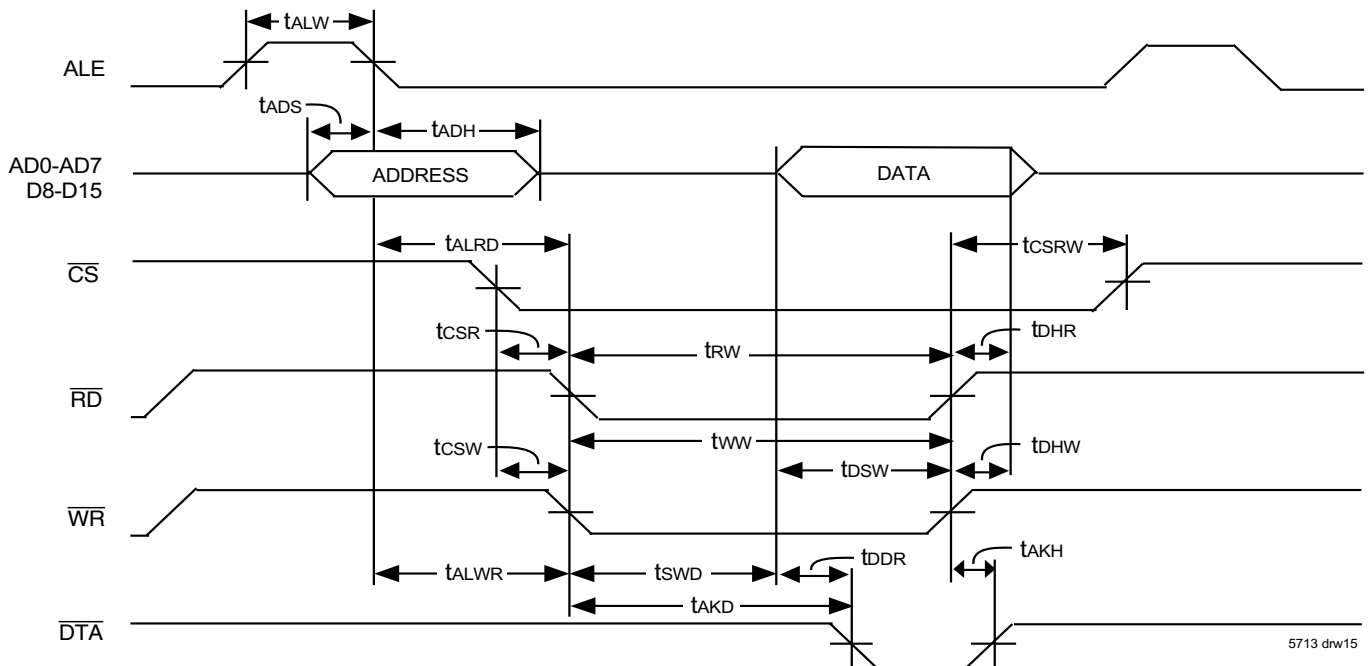 tALW
ALE
tADS
tADH
AD0-AD7
D8-D15
ADDRESS
DATA
tALRD
tCSRW
CS
tCSR
tRW
tDHR
RD
tCSW
tWW
tDHW
tDSW
WR
tDDR
tAKH
tALWR
tSWD
tAKD
DTA
5713 drw15